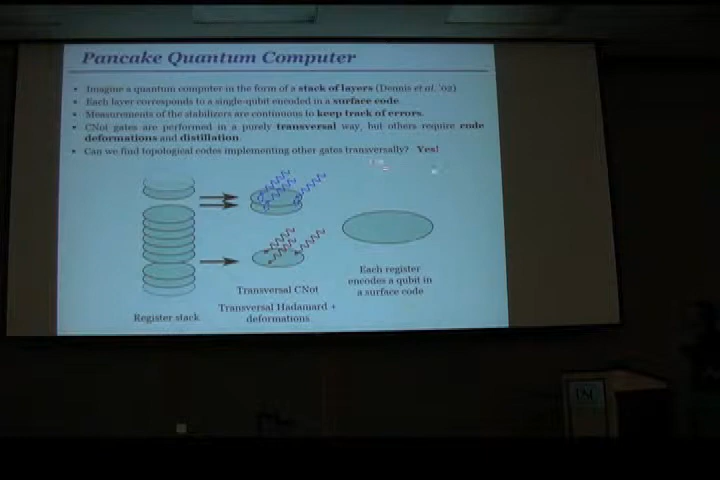 Pancake Quantum Computer
Imagine a quantum computer in the form of a stack of layers (Dennis et al. '02)
Each layer corresponds to a single-qubit encoded in a surface code.
Measurements of the stabilizers are continuous to keep track of errors.
CNot gates are performed in a purely transversal way, but others require code
deformations and distillation.
Can we find topological codes implementing other gates transversally? Yes!
Each register
encodes a qubit in
a surface code
Transversal CNot
Transversal Hadamard +
deformations
Register stack